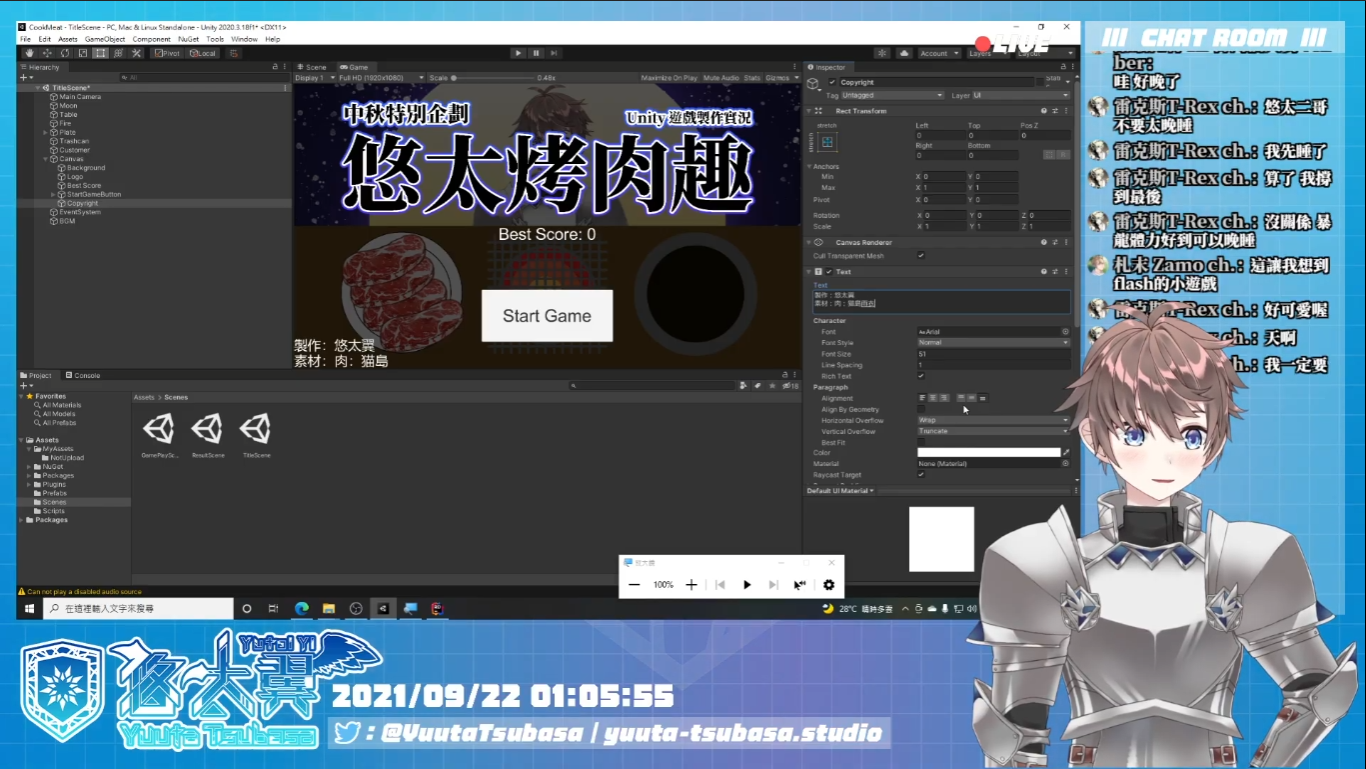 CookMeat - TitleScene - PC, Mac & Linux Standalone - Unity 2020.3.18f1* <DX11>
File Edit Assets GameObject Component NuGet Tools Window Help
Pivot Local
Account Layers
LIVE
Hierarchy
All
TitleScene*
Main Camera
Moon
Table
Fire
Plate
Trashcan
Customer
Canvas
Background
Logo
Best Score
StartGameButton
Copyright
EventSystem
BGM
Scene Game
Display 1 Full HD (1920x1080) Scale 0.48x Maximize On Play Mute Audio Stats Gizmos
中秋特別企劃
Unity遊戲製作實況
悠太烤肉趣
Best Score: 0
Start Game
製作：悠太翼
素材：肉：猫島
Project Console
Favorites
All Materials
All Models
All Prefabs
Assets
MyAssets
NotUpload
NuGet
Packages
Plugins
Prefabs
Scenes
Scripts
Packages
Assets > Scenes
GamePlaySc...
ResultScene
TitleScene
Can not play a disabled audio source
Inspector
Copyright
Tag Untagged Layer UI
Rect Transform
stretch
Left Top Pos Z
0 0 0
Right Bottom
0 0
Anchors
Min X 0 Y 0
Max X 1 Y 1
Pivot X 0 Y 0
Rotation X 0 Y 0 Z 0
Scale X 1 Y 1 Z 1
Canvas Renderer
Cull Transparent Mesh
Text
Text
製作：悠太翼
Character
Font Arial
Font Style Normal
Font Size 51
Line Spacing 1
Rich Text
Paragraph
Alignment
Align By Geometry
Horizontal Overflow Wrap
Vertical Overflow Truncate
Best Fit
Color
Material None (Material)
Raycast Target
Default UI Material
悠太翼
100%
在這裡輸入文字來搜尋
28°C 晴時多雲
/// CHAT ROOM ///
ber:
哇 好晚了
雷克斯T-Rex ch.: 悠太二哥
不要太晚睡
雷克斯T-Rex ch.: 我先睡了
雷克斯T-Rex ch.: 算了 我撐
到最後
雷克斯T-Rex ch.: 沒關係 暴
龍體力好到可以晚睡
札未 Zamo ch.: 這讓我想到
flash的小遊戲
雷克斯T-Rex ch.: 好可愛喔
ch.: 天啊
h.: 我一定要
Yutai Yi
悠太翼
Yuuta Tsubasa
2021/09/22 01:05:55
: @YuutaTsubasa | yuuta-tsubasa.studio